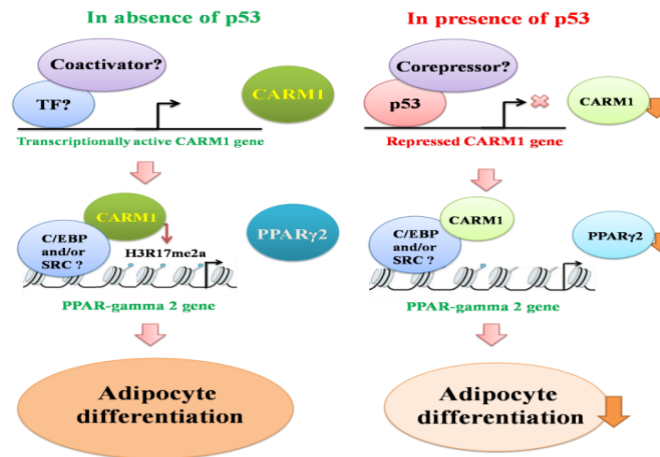 In absence of p53
Coactivator?
TF?
CARM1
Transcriptionally active CARM1 gene
CARM1
C/EBP
and/or
SRC ?
H3R17me2a
PPARγ2
PPAR-gamma 2 gene
Adipocyte
differentiation
In presence of p53
Corepressor?
p53
CARM1
Repressed CARM1 gene
CARM1
C/EBP
and/or
SRC ?
PPARγ2
PPAR-gamma 2 gene
Adipocyte
differentiation